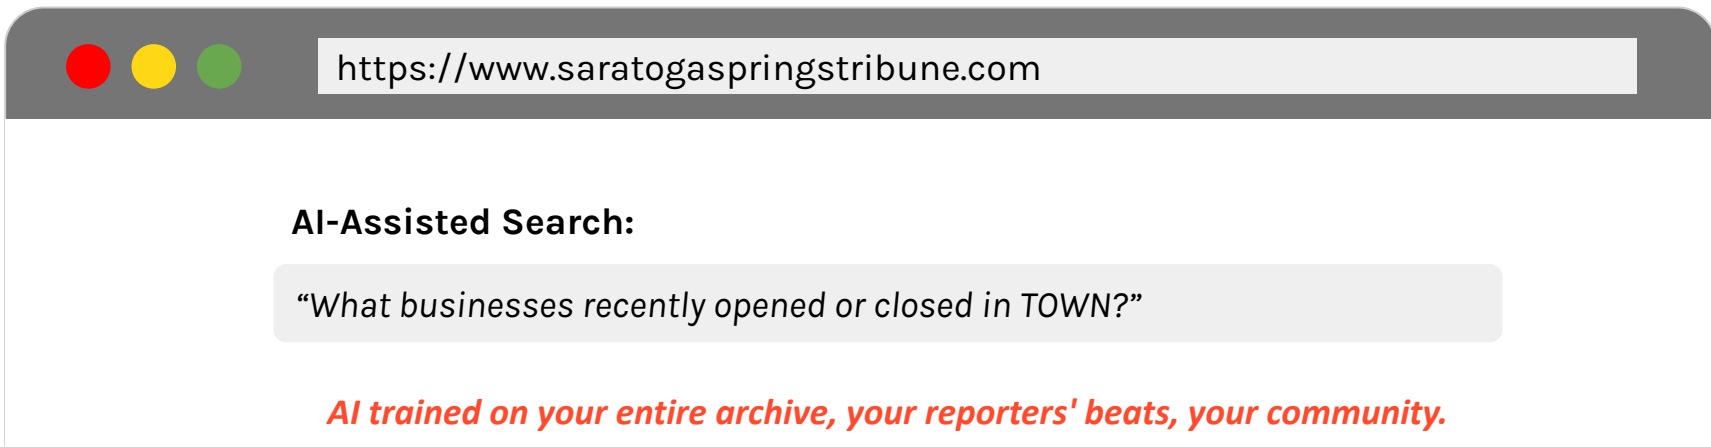 https://www.saratogaspringstribune.com
AI-Assisted Search:
“What businesses recently opened or closed in TOWN?”
AI trained on your entire archive, your reporters' beats, your community.